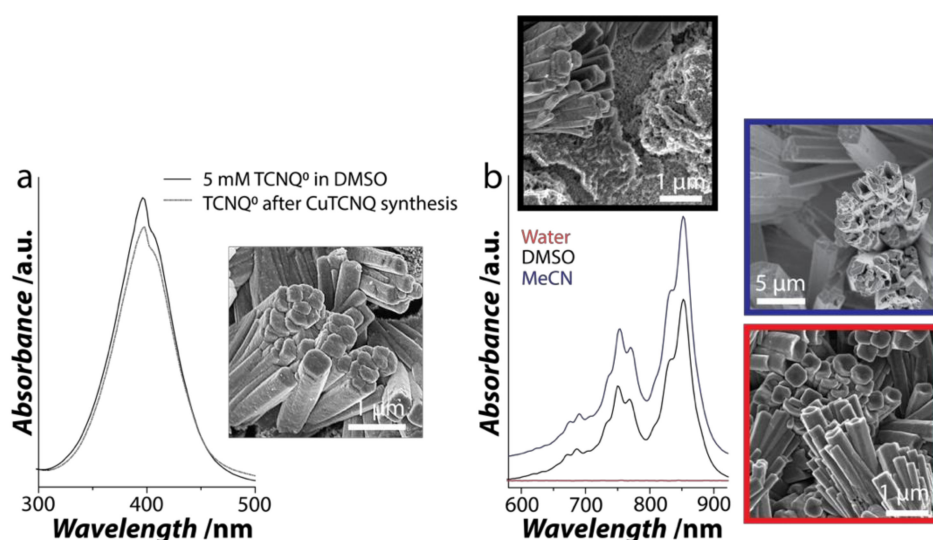 a
5 mM TCNQ⁰ in DMSO
TCNQ⁰ after CuTCNQ synthesis
Absorbance /a.u.
1 µm
300
400
500
Wavelength /nm
b
1 µm
Water
DMSO
MeCN
Absorbance /a.u.
600
700
800
900
Wavelength /nm
5 µm
1 µm